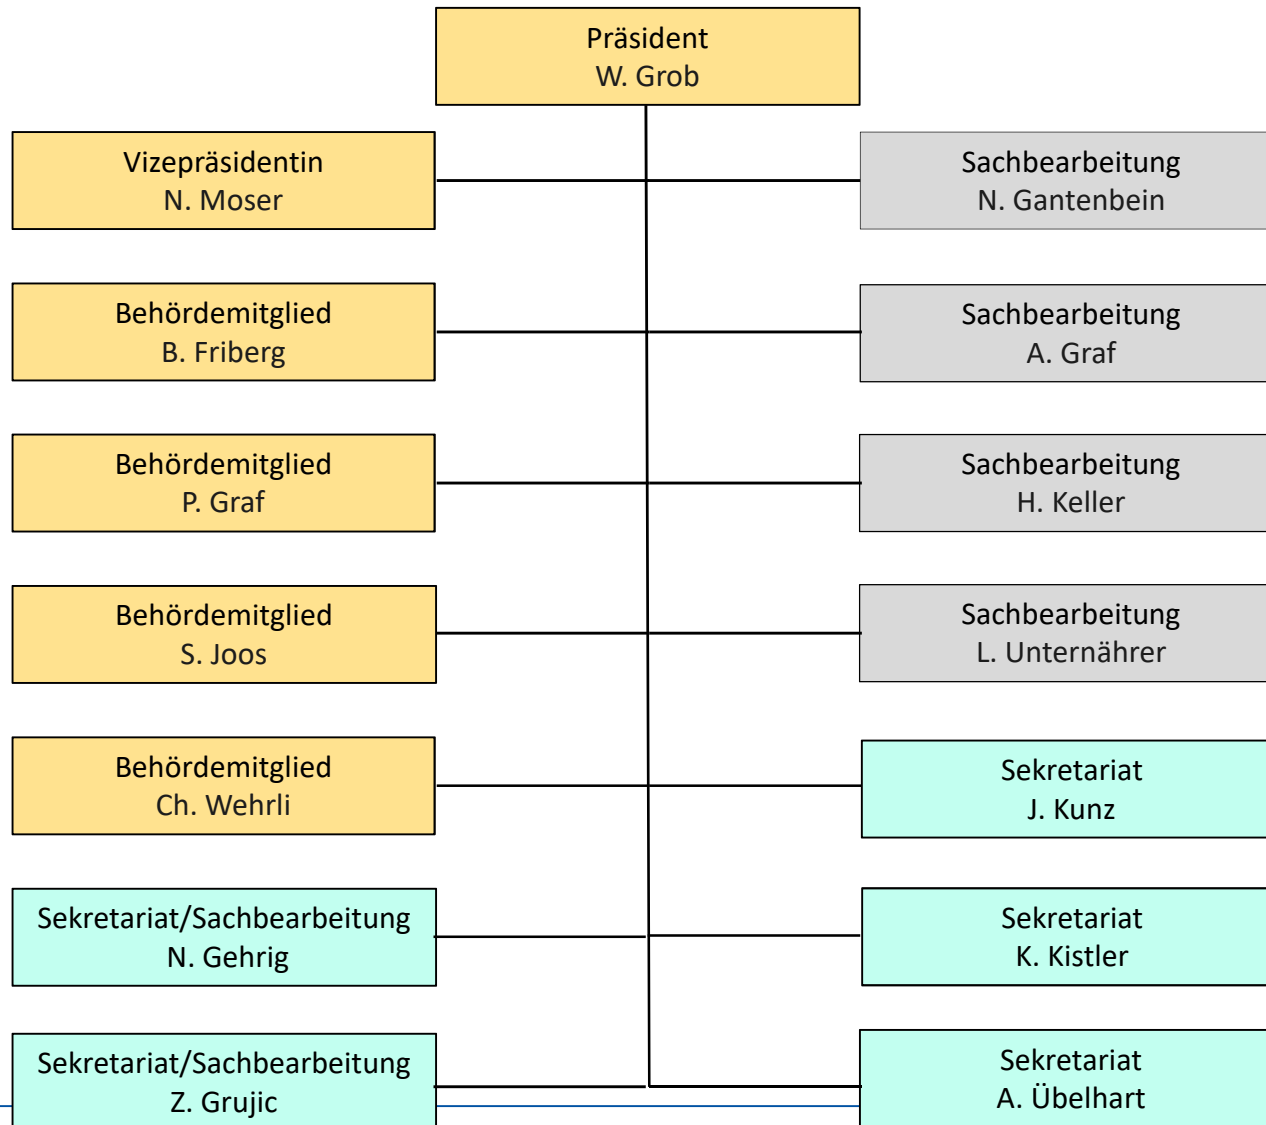 Präsident
W. Grob
Vizepräsidentin
N. Moser
Sachbearbeitung
N. Gantenbein
Behördemitglied
B. Friberg
Sachbearbeitung
A. Graf
Behördemitglied
P. Graf
Sachbearbeitung
H. Keller
Behördemitglied
S. Joos
Sachbearbeitung
L. Unternährer
Behördemitglied
Ch. Wehrli
Sekretariat
J. Kunz
Sekretariat/Sachbearbeitung
N. Gehrig
Sekretariat
K. Kistler
Sekretariat/Sachbearbeitung
Z. Grujic
Sekretariat
A. Übelhart